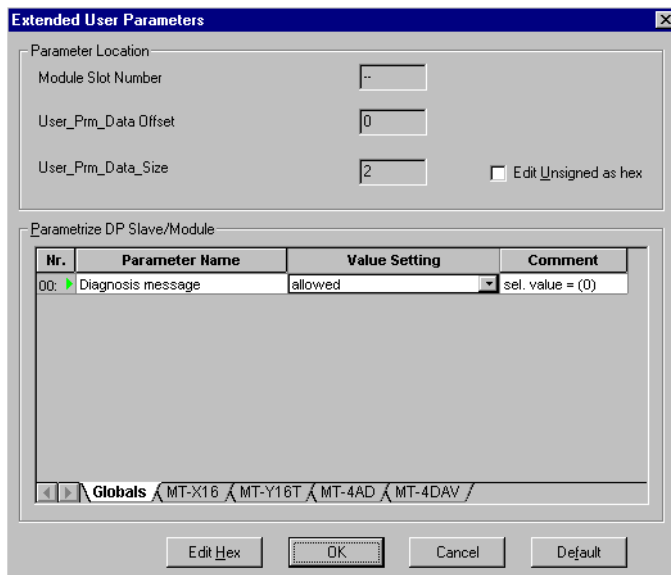 Extended User Parameters
Parameter Location
Module Slot Number --
User_Prm_Data Offset 0
User_Prm_Data_Size 2 Edit Unsigned as hex
Parametrize DP Slave/Module
Nr. Parameter Name Value Setting Comment
00: Diagnosis message allowed sel. value = (0)
Globals MT-X16 MT-Y16T MT-4AD MT-4DAV
Edit Hex OK Cancel Default